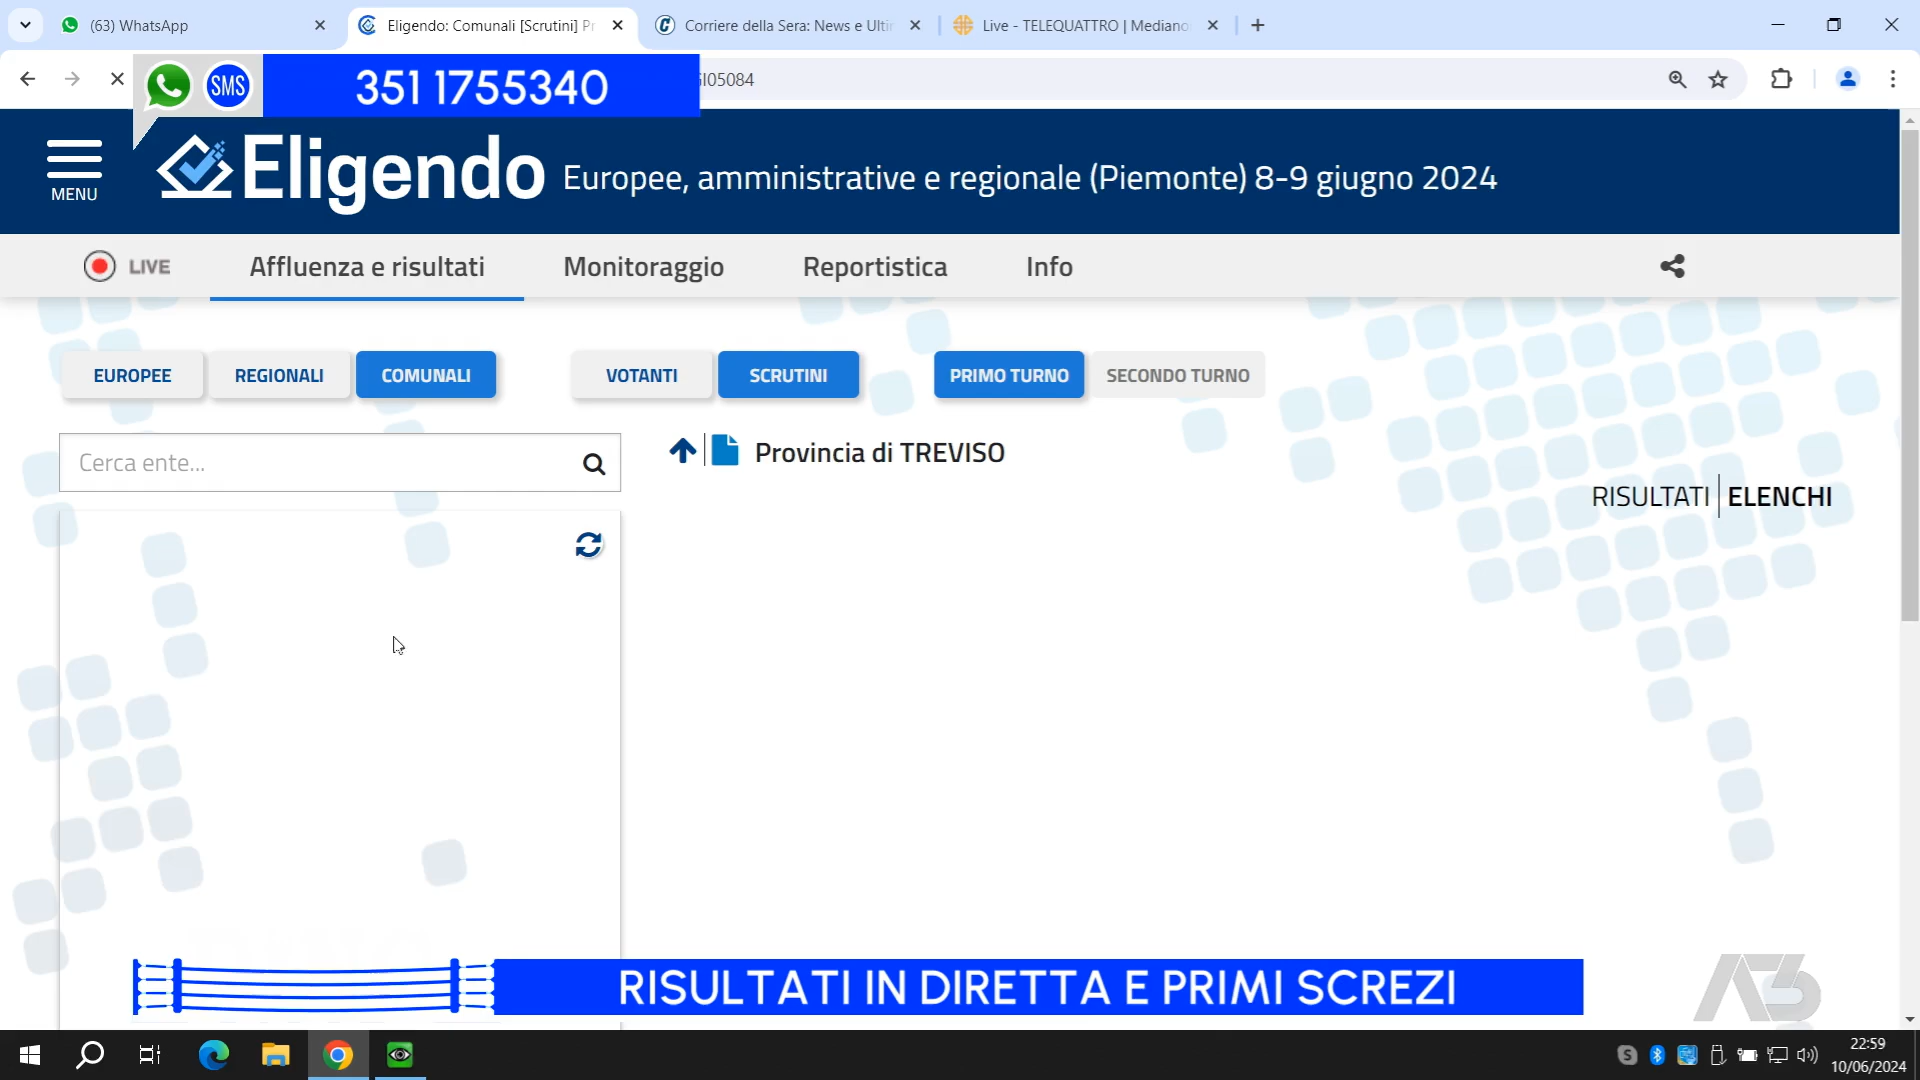 (63) WhatsApp
Eligendo: Comunali [Scrutini] Pr
Corriere della Sera: News e Ulti
Live - TELEQUATTRO | Mediano
SMS
351 1755340
I05084
MENU
Eligendo
Europee, amministrative e regionale (Piemonte) 8-9 giugno 2024
LIVE
Affluenza e risultati
Monitoraggio
Reportistica
Info
EUROPEE
REGIONALI
COMUNALI
VOTANTI
SCRUTINI
PRIMO TURNO
SECONDO TURNO
Cerca ente...
Provincia di TREVISO
RISULTATI
ELENCHI
RISULTATI IN DIRETTA E PRIMI SCREZI
A3
22:59
10/06/2024